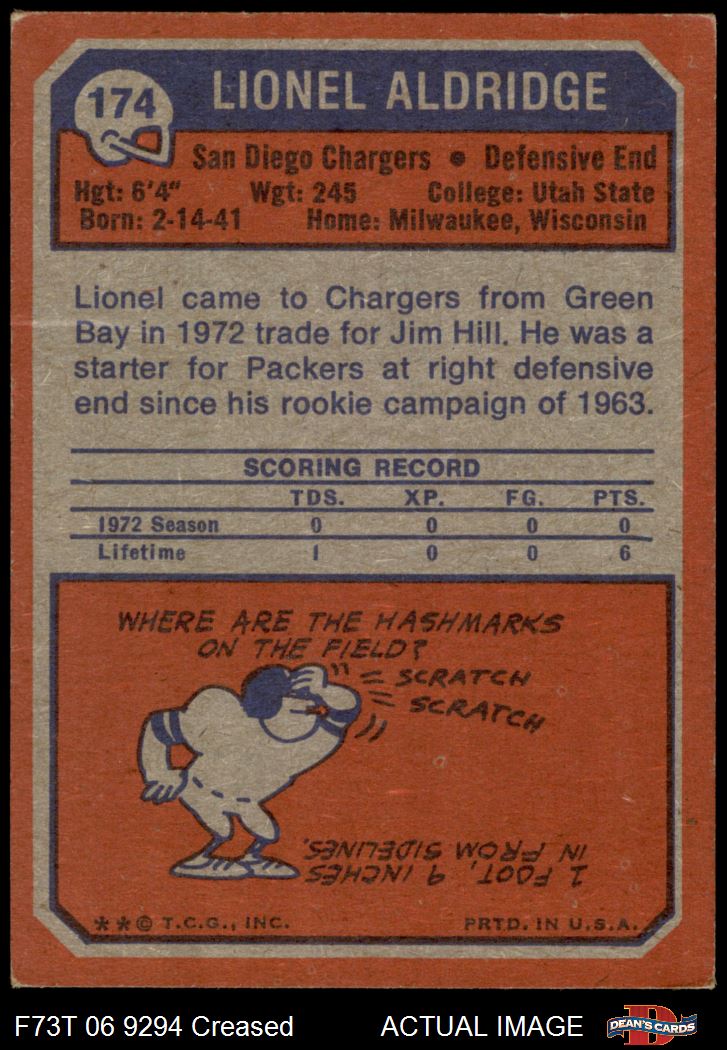 174
LIONEL ALDRIDGE
San Diego Chargers • Defensive End
Hgt: 6'4" Wgt: 245 College: Utah State
Born: 2-14-41 Home: Milwaukee, Wisconsin
Lionel came to Chargers from Green
Bay in 1972 trade for Jim Hill. He was a
starter for Packers at right defensive
end since his rookie campaign of 1963.
SCORING RECORD
TDS. XP. FG. PTS.
1972 Season 0 0 0 0
Lifetime 1 0 0 6
WHERE ARE THE HASHMARKS
ON THE FIELD?
SCRATCH
SCRATCH
1 FOOT, 9 INCHES
IN FROM SIDELINES.
**© T.C.G., INC. PRTD. IN U.S.A.
F73T 06 9294 Creased ACTUAL IMAGE
D
DEAN'S CARDS